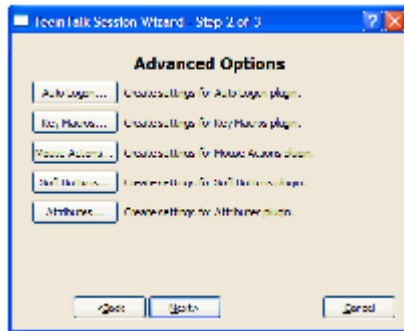 TeemTalk Session Wizard - Step 2 of 3
Advanced Options
Auto Logon... Create settings for Auto Logon plugin.
Key Macros... Create settings for Key Macros plugin.
Mouse Actions... Create settings for Mouse Actions plugin.
Soft Buttons... Create settings for Soft Buttons plugin.
Attributes... Create settings for Attributes plugin.
<Back Next> Cancel